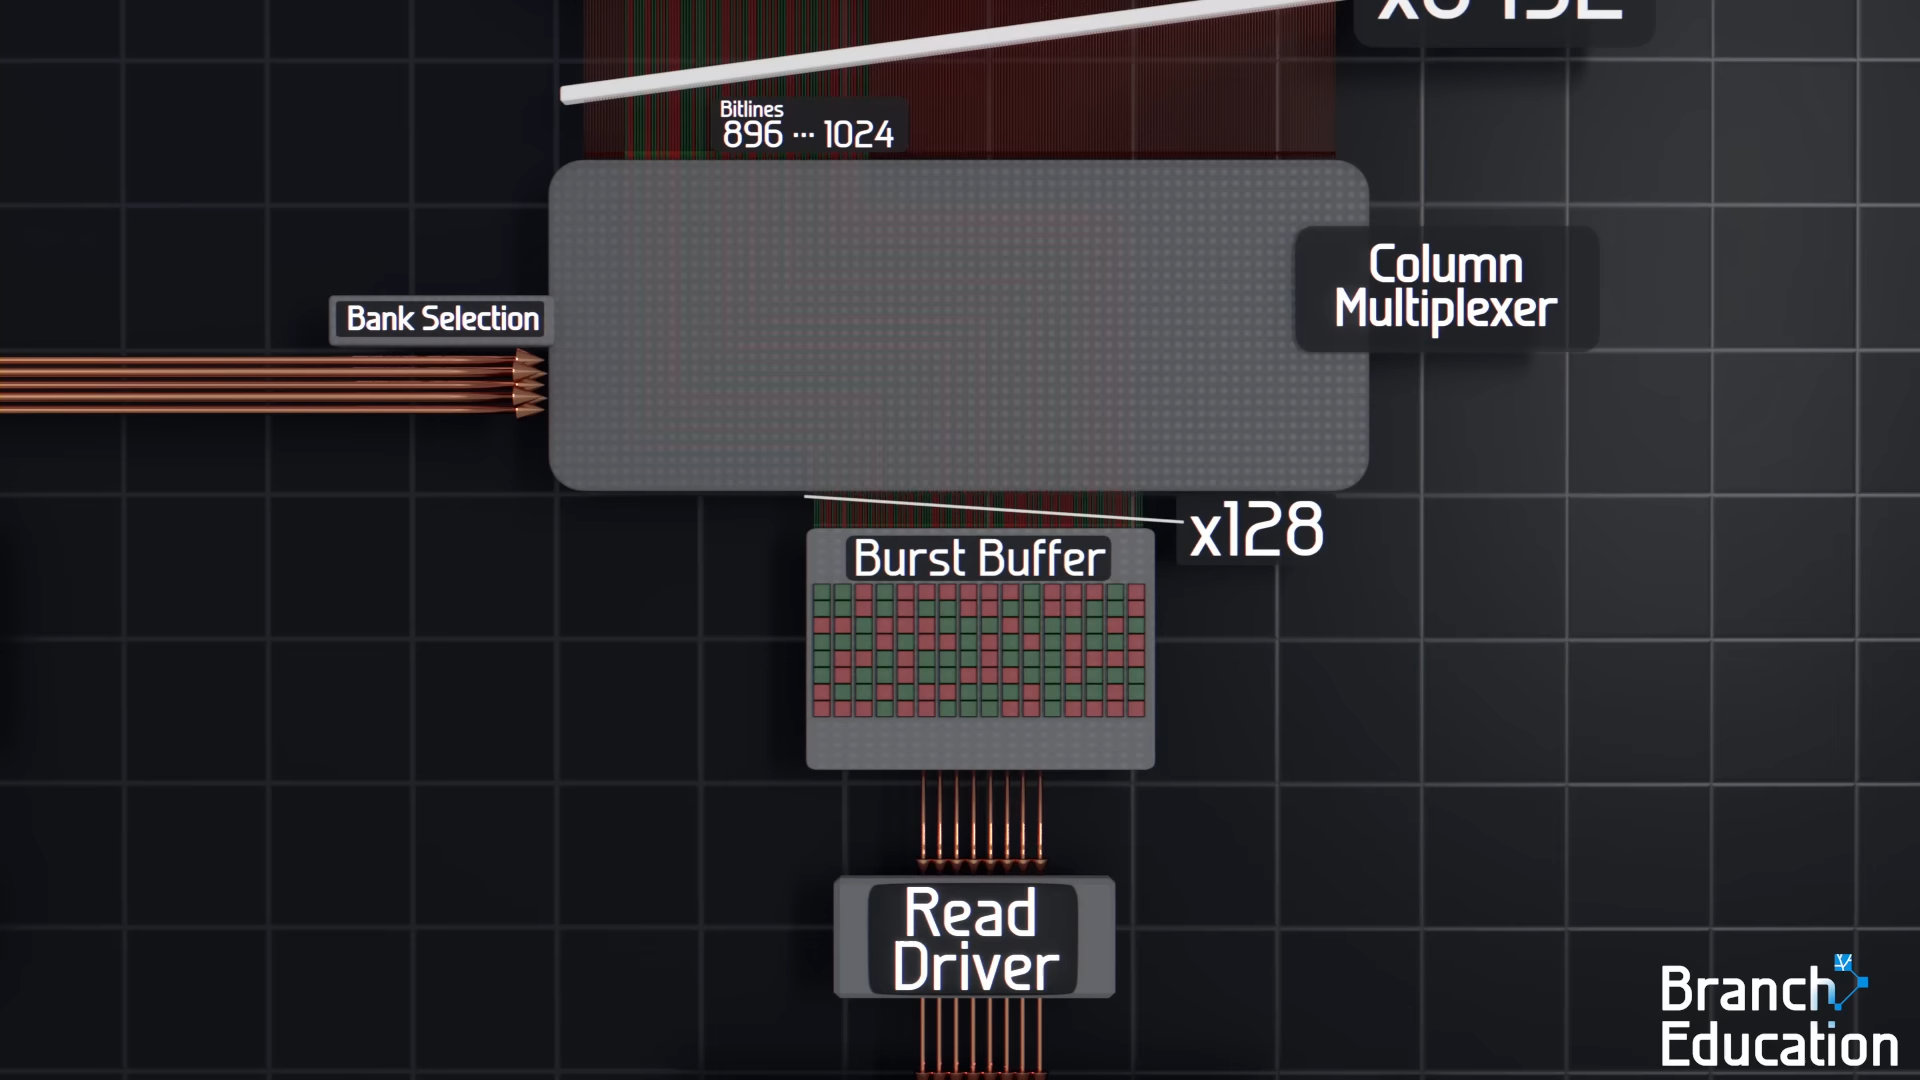 Bitlines
896 ··· 1024
Column
Multiplexer
Bank Selection
x128
Burst Buffer
Read
Driver
Branch
Education